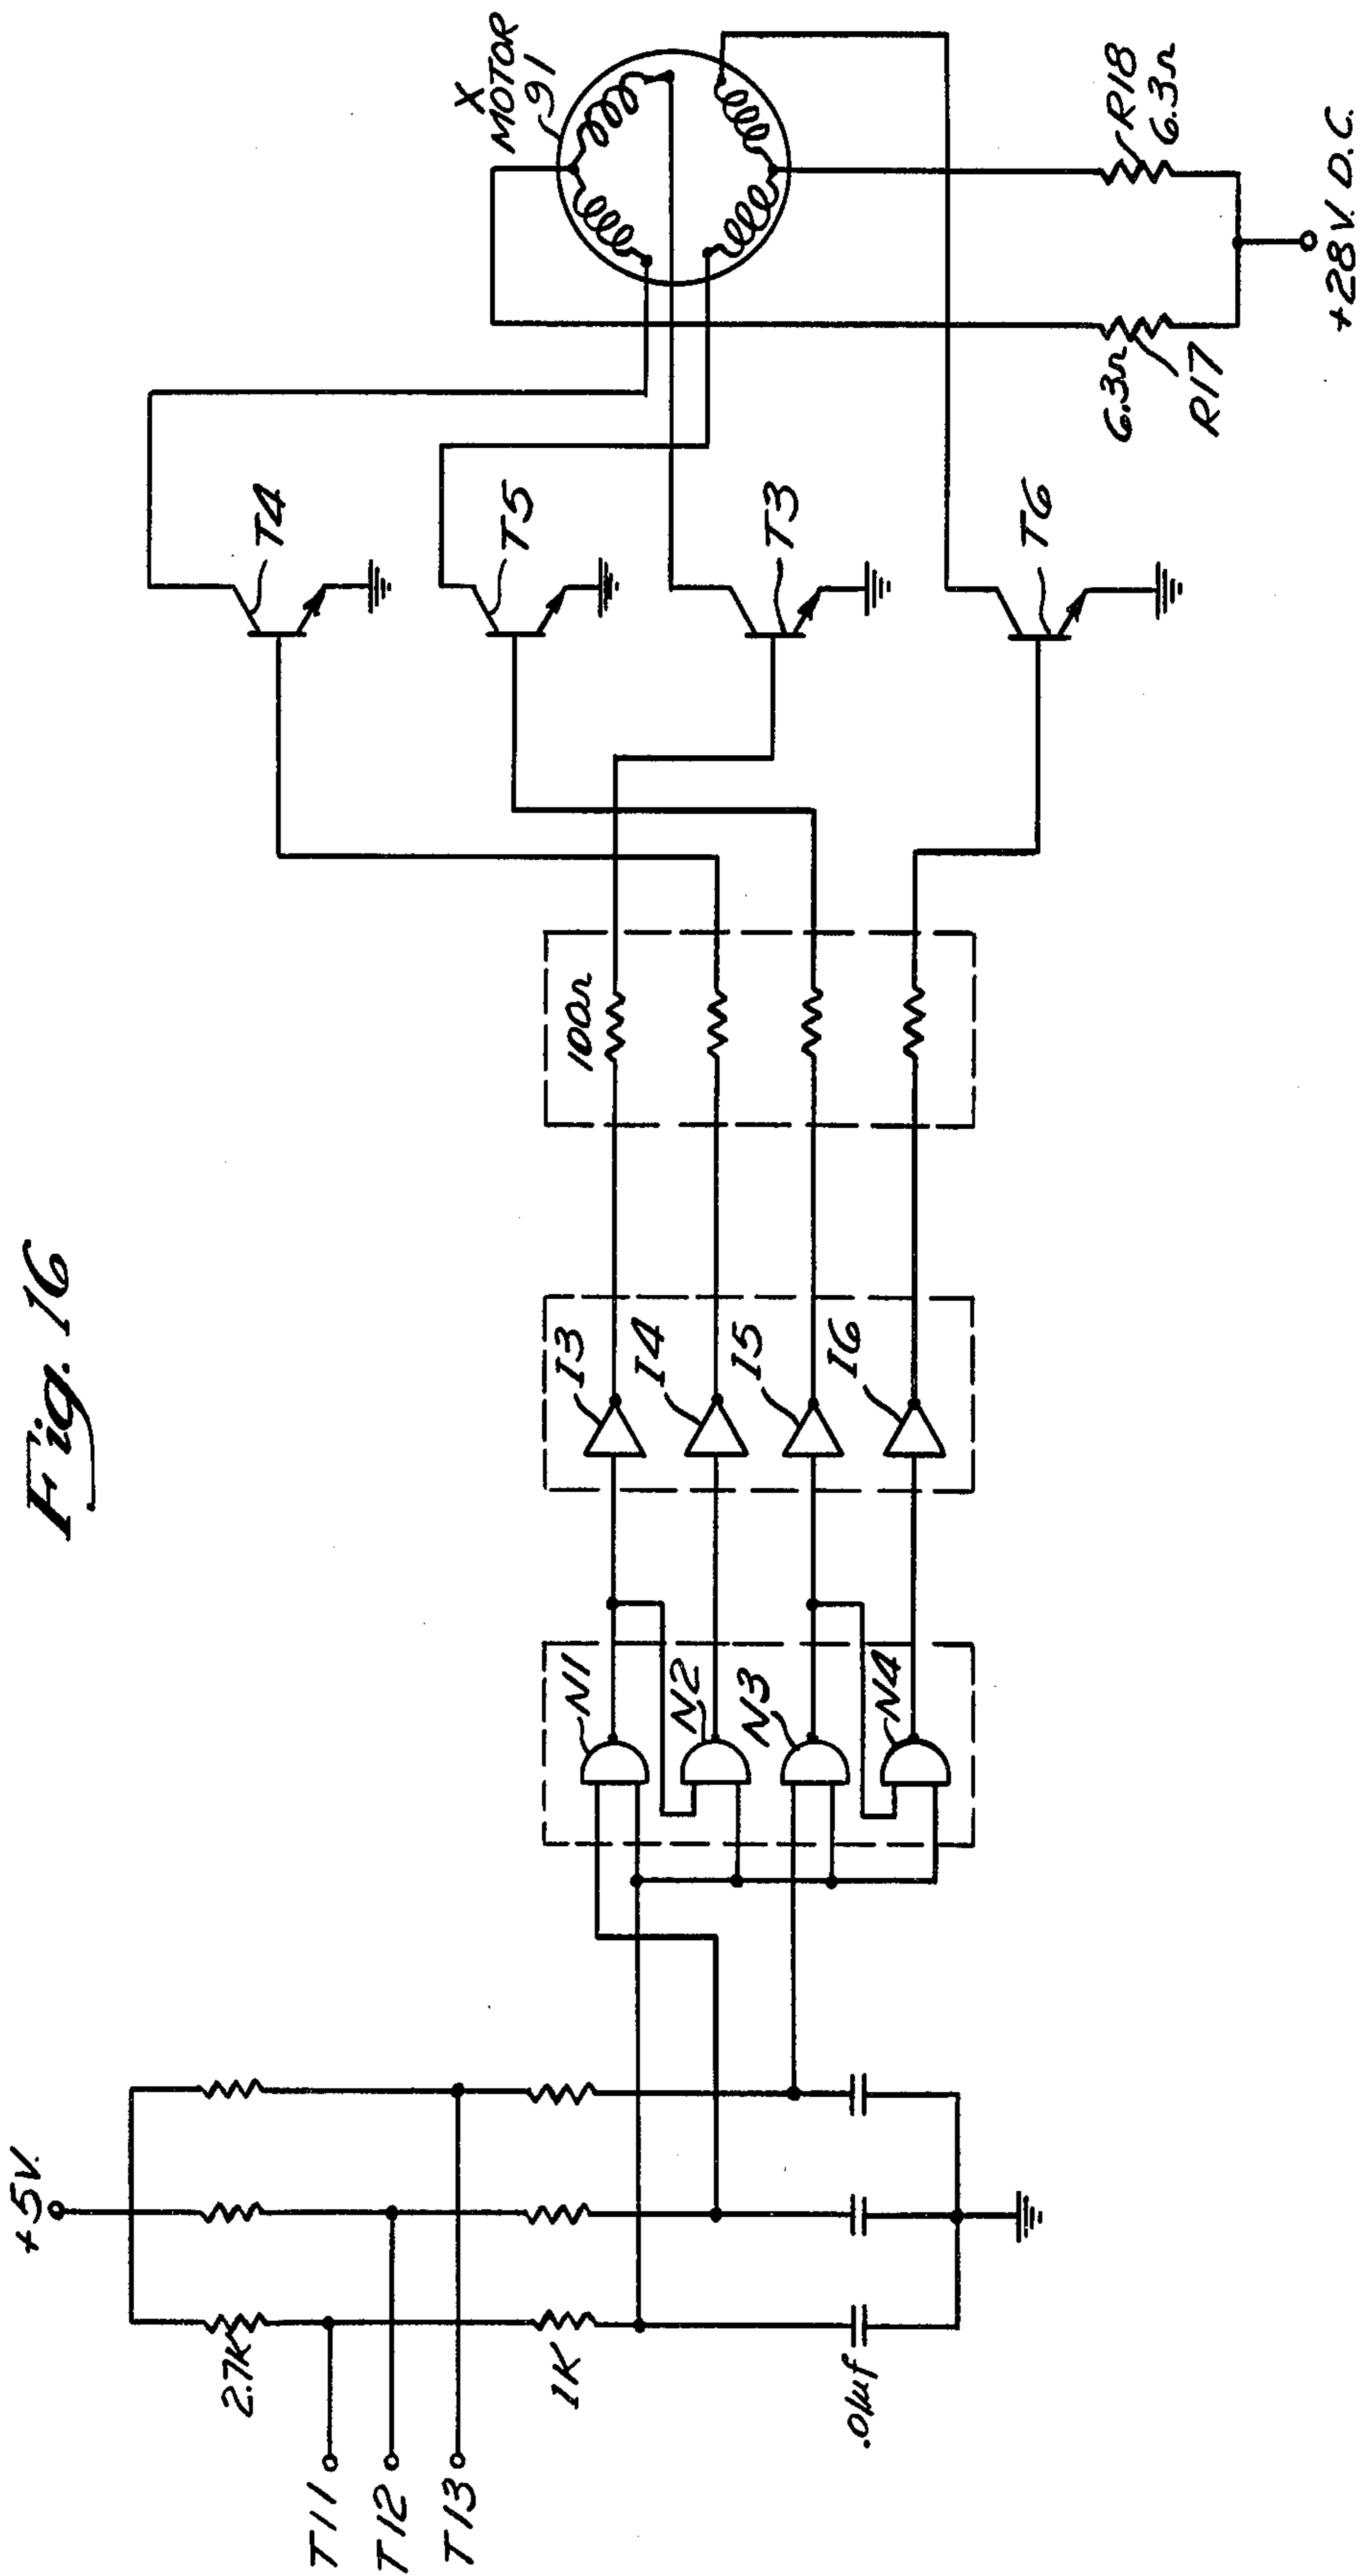 Fig. 16
+5V.
2.7K
T11
T12
T13
1K
.01µf
N1
N2
N3
N4
I3
I4
I5
I6
100Ω
T4
T5
T3
T6
X
MOTOR
91
6.3Ω
R17
R18
6.3Ω
+28V. D.C.